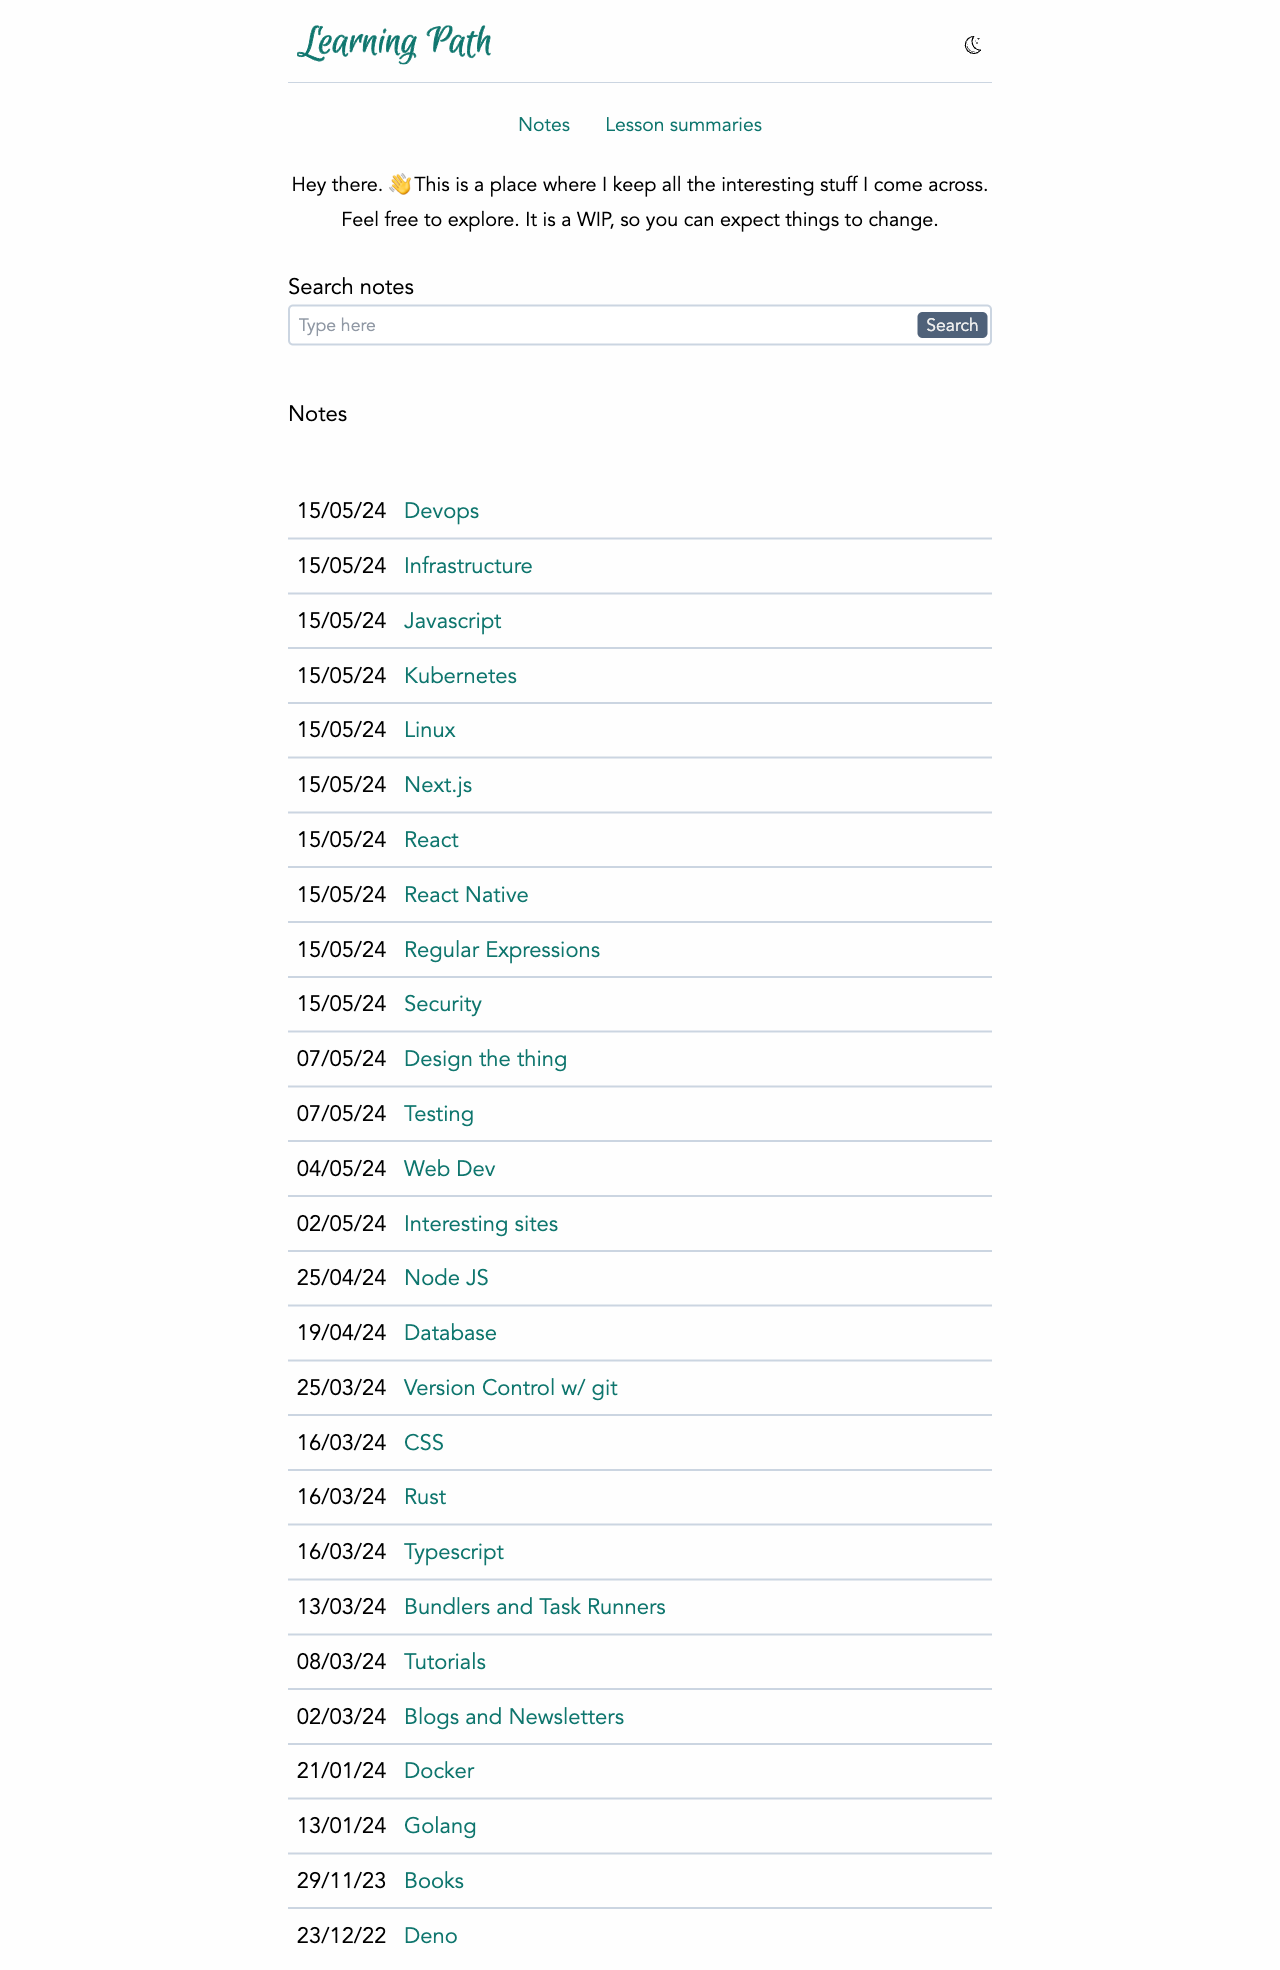 Learning Path
Notes Lesson summaries
Hey there. 👋 This is a place where I keep all the interesting stuff I come across.
Feel free to explore. It is a WIP, so you can expect things to change.
Search notes
Type here Search
Notes
15/05/24 Devops
15/05/24 Infrastructure
15/05/24 Javascript
15/05/24 Kubernetes
15/05/24 Linux
15/05/24 Next.js
15/05/24 React
15/05/24 React Native
15/05/24 Regular Expressions
15/05/24 Security
07/05/24 Design the thing
07/05/24 Testing
04/05/24 Web Dev
02/05/24 Interesting sites
25/04/24 Node JS
19/04/24 Database
25/03/24 Version Control w/ git
16/03/24 CSS
16/03/24 Rust
16/03/24 Typescript
13/03/24 Bundlers and Task Runners
08/03/24 Tutorials
02/03/24 Blogs and Newsletters
21/01/24 Docker
13/01/24 Golang
29/11/23 Books
23/12/22 Deno